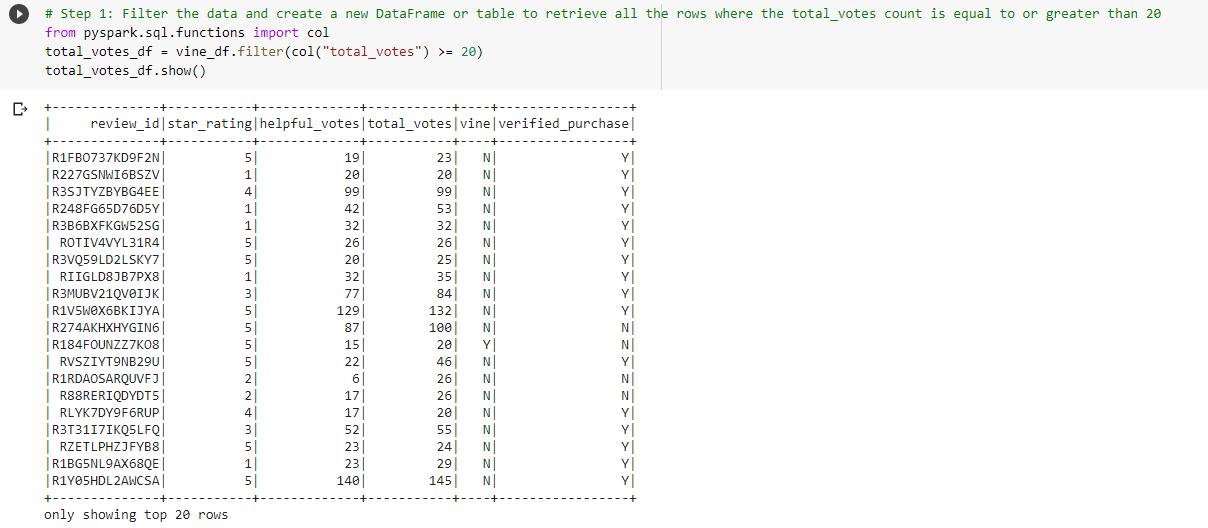 # Step 1: Filter the data and create a new DataFrame or table to retrieve all the rows where the total_votes count is equal to or greater than 20
from pyspark.sql.functions import col
total_votes_df = vine_df.filter(col("total_votes") >= 20)
total_votes_df.show()
+--------------+-----------+-------------+-----------+----+-----------------+
|     review_id|star_rating|helpful_votes|total_votes|vine|verified_purchase|
+--------------+-----------+-------------+-----------+----+-----------------+
|R1FBO737KD9F2N|          5|           19|         23|   N|                Y|
|R227GSNWI6BSZV|          1|           20|         20|   N|                Y|
|R3SJTYZBYBG4EE|          4|           99|         99|   N|                Y|
|R248FG65D76D5Y|          1|           42|         53|   N|                Y|
|R3B6BXFKGW52SG|          1|           32|         32|   N|                Y|
| ROTIV4VYL31R4|          5|           26|         26|   N|                Y|
|R3VQ59LD2LSKY7|          5|           20|         25|   N|                Y|
| RIIGLD8JB7PX8|          1|           32|         35|   N|                Y|
|R3MUBV21QV0IJK|          3|           77|         84|   N|                Y|
|R1V5W0X6BKIJYA|          5|          129|        132|   N|                Y|
|R274AKHXHYGIN6|          5|           87|        100|   N|                N|
|R184FOUNZZ7KO8|          5|           15|         20|   Y|                N|
| RVSZIYT9NB29U|          5|           22|         46|   N|                Y|
|R1RDAOSARQUVFJ|          2|            6|         26|   N|                N|
| R88RERIQDYDT5|          2|           17|         26|   N|                N|
| RLYK7DY9F6RUP|          4|           17|         20|   N|                Y|
|R3T31I7IKQ5LFQ|          3|           52|         55|   N|                Y|
| RZETLPHZJFYB8|          5|           23|         24|   N|                Y|
|R1BG5NL9AX68QE|          1|           23|         29|   N|                Y|
|R1Y05HDL2AWCSA|          5|          140|        145|   N|                Y|
+--------------+-----------+-------------+-----------+----+-----------------+
only showing top 20 rows